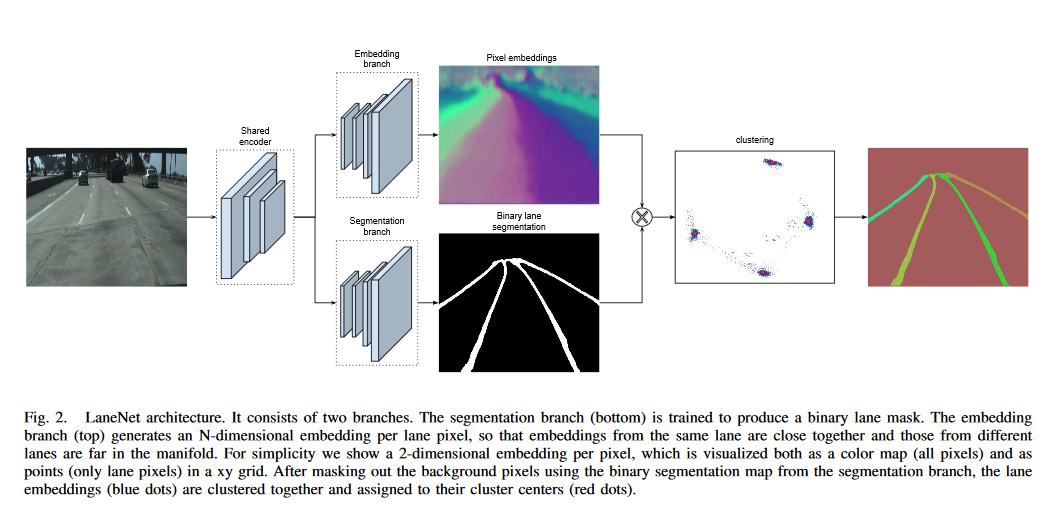 Embedding
branch
Pixel embeddings
Shared
encoder
clustering
Segmentation
branch
Binary lane
segmentation
Fig. 2. LaneNet architecture. It consists of two branches. The segmentation branch (bottom) is trained to produce a binary lane mask. The embedding
branch (top) generates an N-dimensional embedding per lane pixel, so that embeddings from the same lane are close together and those from different
lanes are far in the manifold. For simplicity we show a 2-dimensional embedding per pixel, which is visualized both as a color map (all pixels) and as
points (only lane pixels) in a xy grid. After masking out the background pixels using the binary segmentation map from the segmentation branch, the lane
embeddings (blue dots) are clustered together and assigned to their cluster centers (red dots).